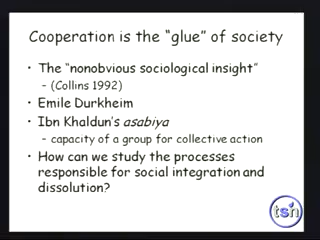 Cooperation is the “glue” of society
• The “nonobvious sociological insight”
– (Collins 1992)
• Emile Durkheim
• Ibn Khaldun’s asabiya
– capacity of a group for collective action
• How can we study the processes
responsible for social integration and
dissolution?
tsn